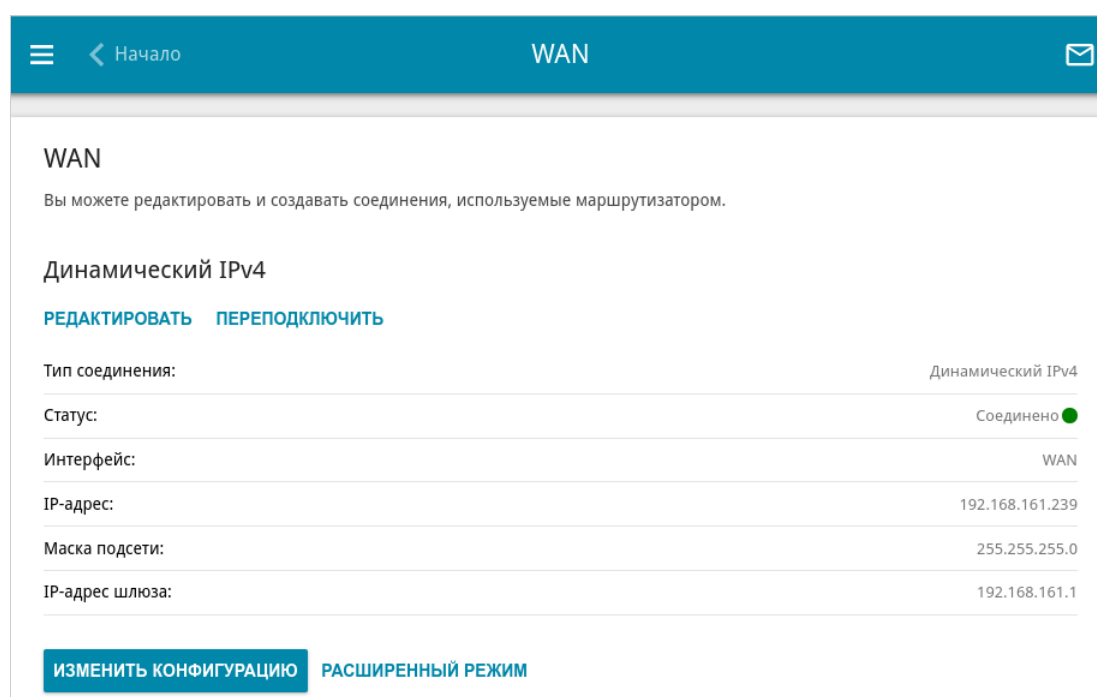 Начало
WAN
WAN
Вы можете редактировать и создавать соединения, используемые маршрутизатором.
Динамический IPv4
РЕДАКТИРОВАТЬ ПЕРЕПОДКЛЮЧИТЬ
Тип соединения: Динамический IPv4
Статус: Соединено
Интерфейс: WAN
IP-адрес: 192.168.161.239
Маска подсети: 255.255.255.0
IP-адрес шлюза: 192.168.161.1
ИЗМЕНИТЬ КОНФИГУРАЦИЮ РАСШИРЕННЫЙ РЕЖИМ